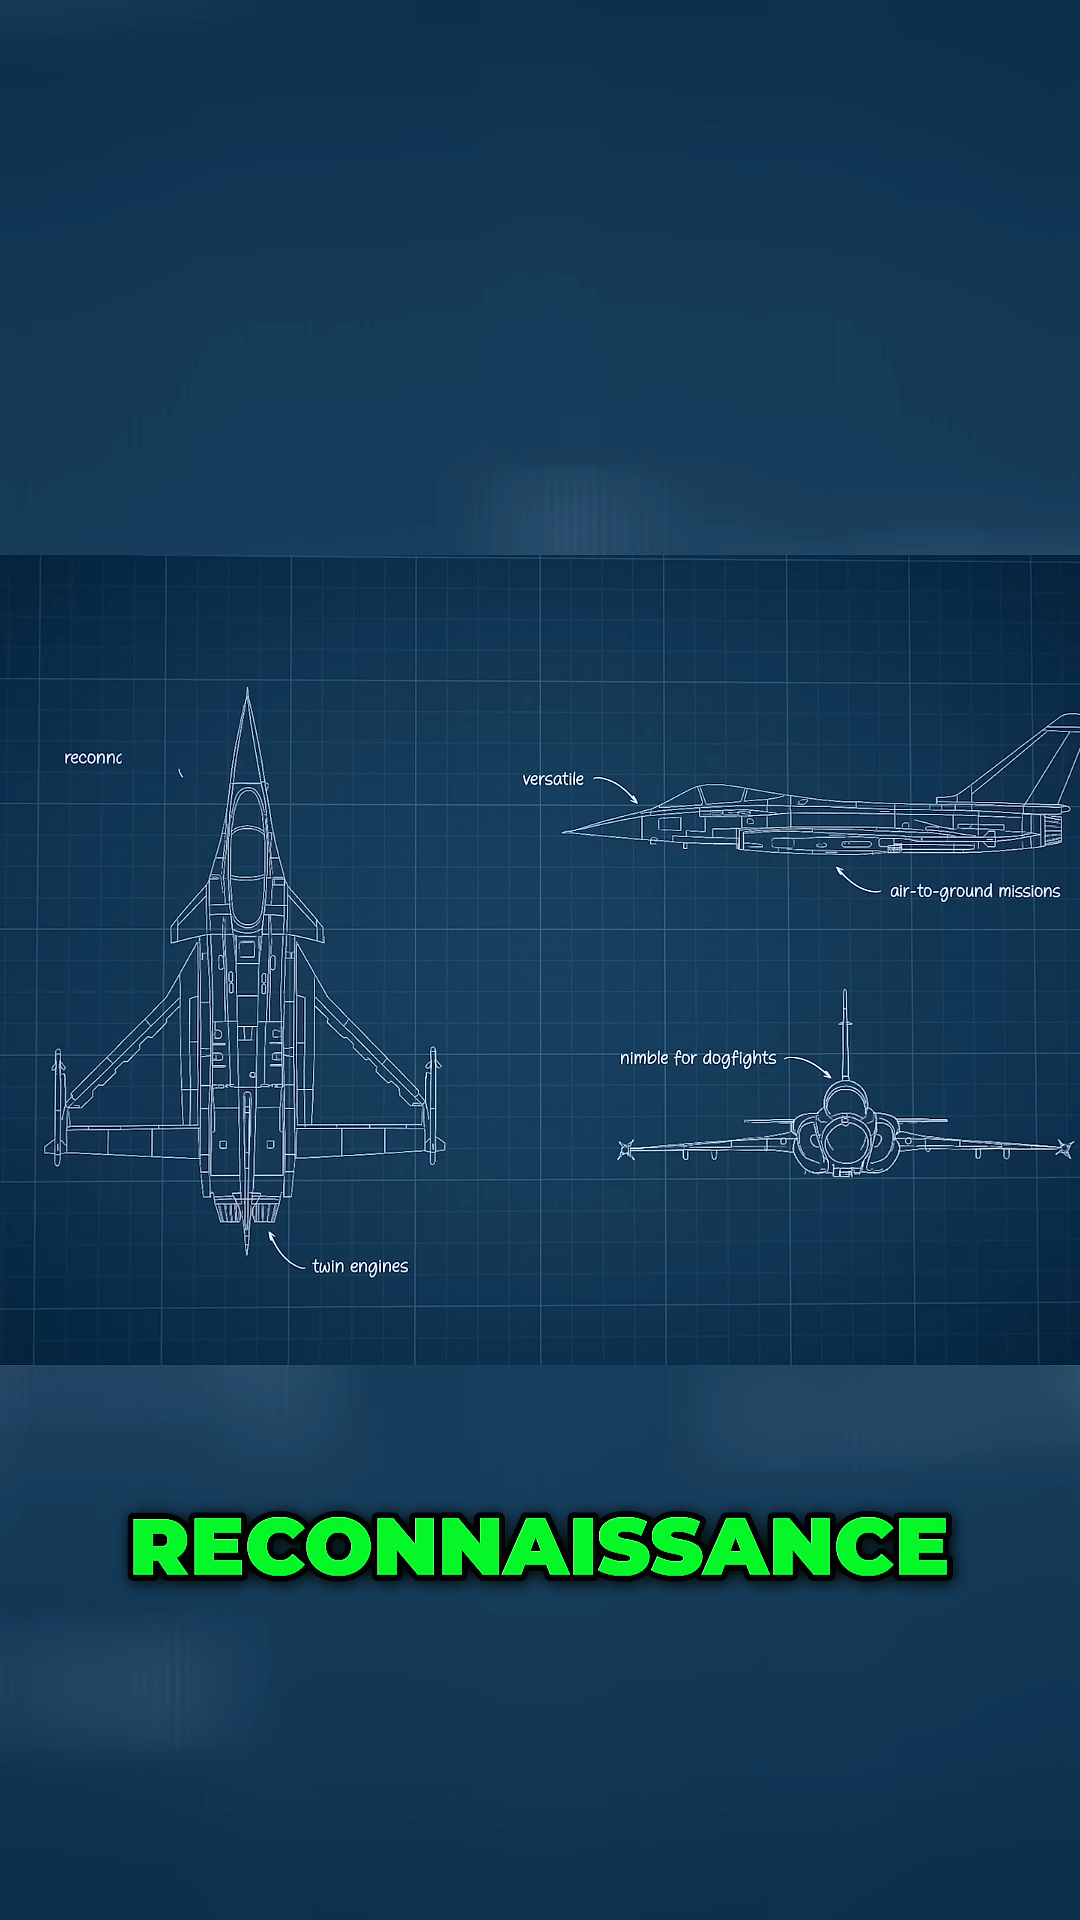 reconnc
versatile
air-to-ground missions
nimble for dogfights
twin engines
RECONNAISSANCE